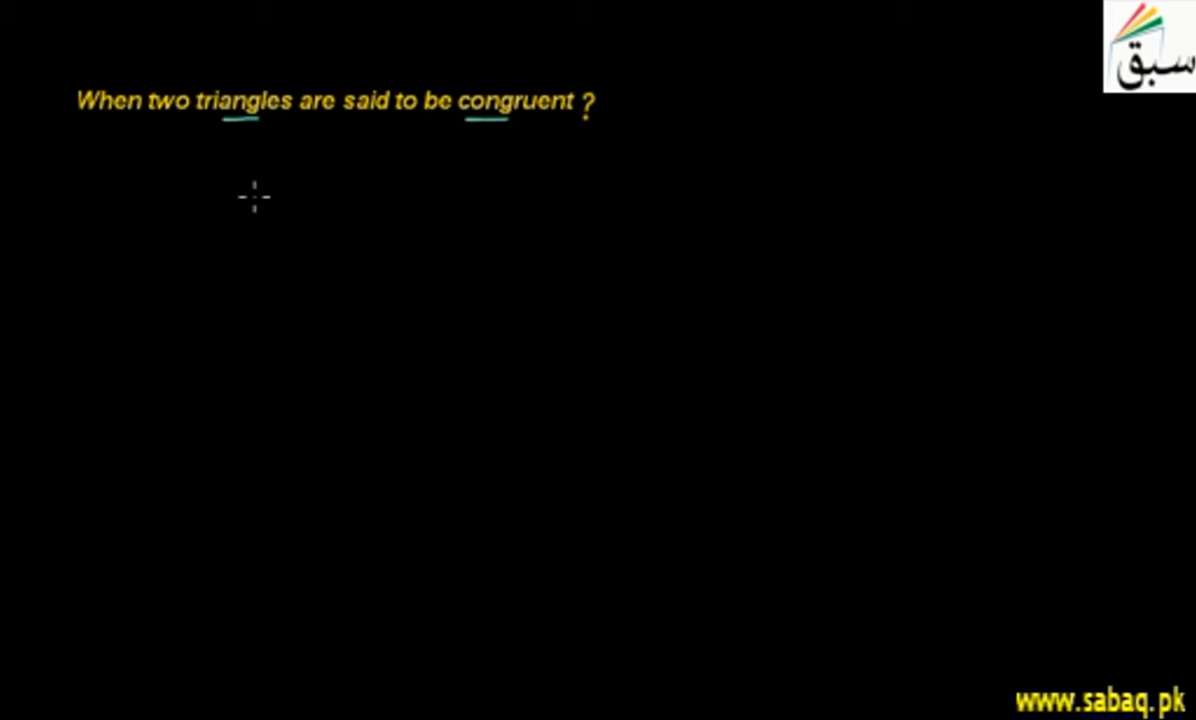 سبق
When two triangles are said to be congruent ?
www.sabaq.pk